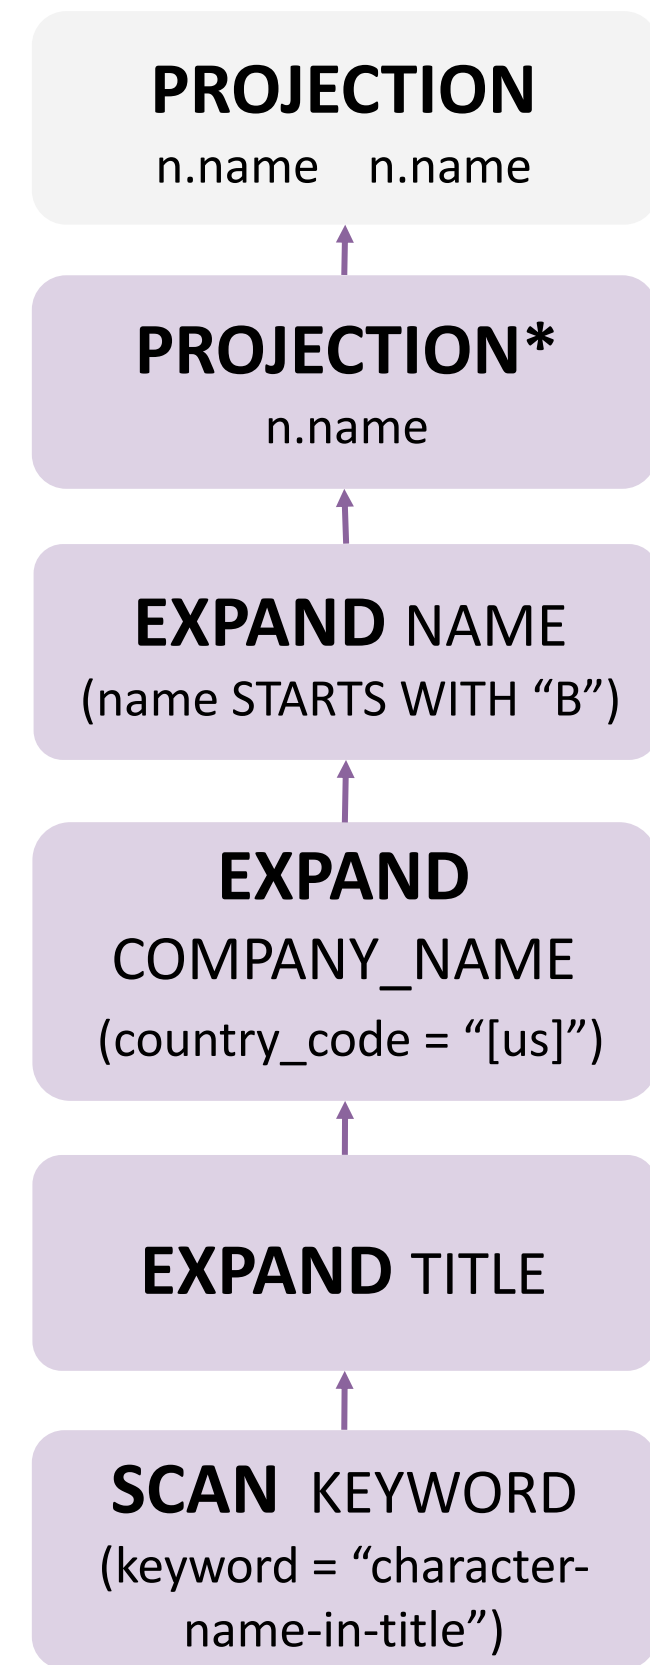 PROJECTION
n.name n.name
PROJECTION*
n.name
EXPAND NAME
(name STARTS WITH “B”)
EXPAND
COMPANY_NAME
(country_code = “[us]”)
EXPAND TITLE
SCAN KEYWORD
(keyword = “character-
name-in-title”)